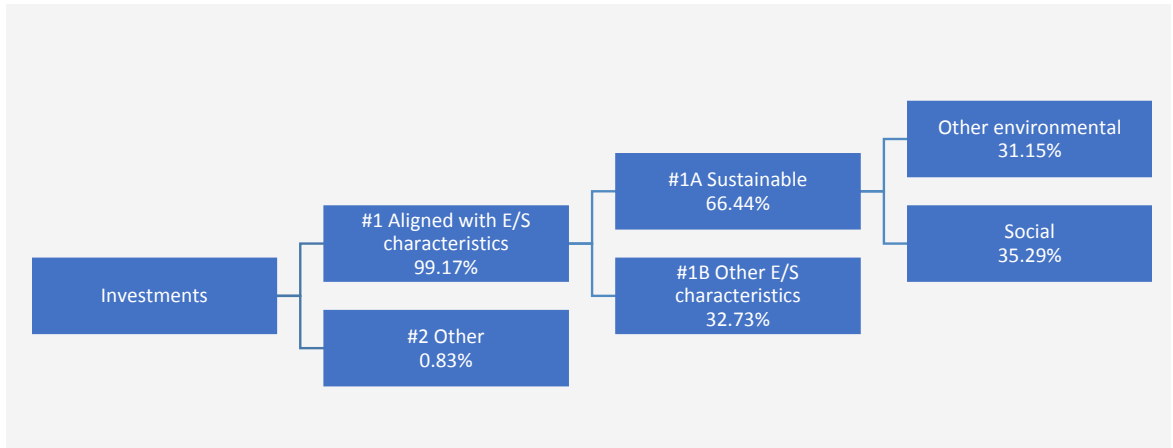 Investments
#1 Aligned with E/S
characteristics
99.17%
#2 Other
0.83%
#1A Sustainable
66.44%
#1B Other E/S
characteristics
32.73%
Other environmental
31.15%
Social
35.29%